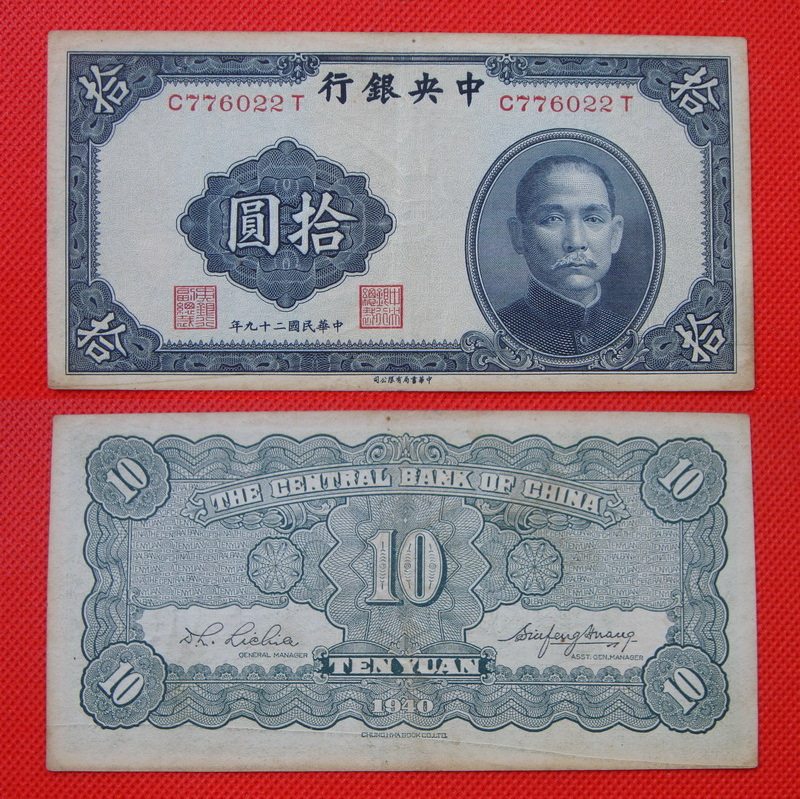 拾 拾
中央銀行
C776022T C776022T
拾圓
中華民國二十九年
拾 拾
中華書局有限公司
10 10
THE CENTRAL BANK OF CHINA
10
GENERAL MANAGER ASST. GEN. MANAGER
TEN YUAN
10 10
1940
CHUNG HWA BOOK CO., LTD.